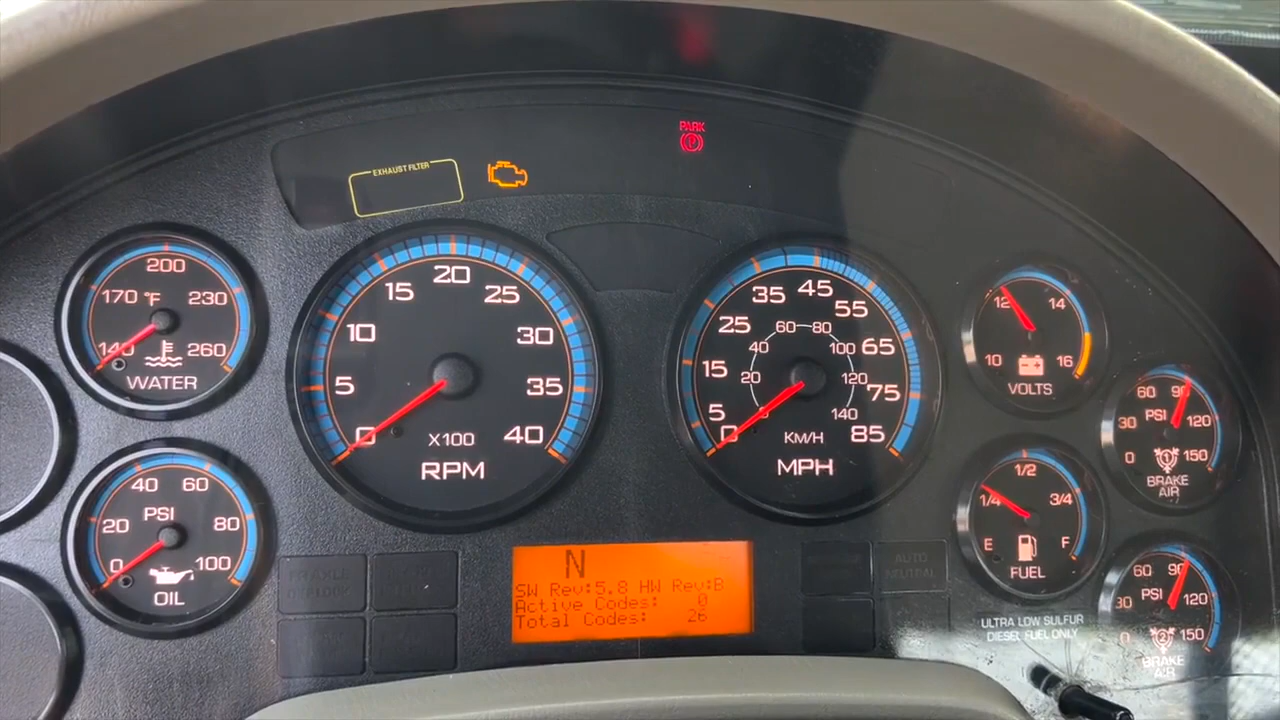 PARK
P
EXHAUST FILTER
200
170 °F 230
140 260
WATER
40 60
PSI
20 80
0 100
OIL
20
15 25
10 30
5 35
0 40
X100
RPM
45
35 55
25 65
15 75
5 85
0
60 80
40 100
20 120
0 140
KM/H
MPH
12 14
10 16
VOLTS
1/2
1/4 3/4
E F
FUEL
60 90
PSI
30 120
0 150
1
BRAKE
AIR
60 90
PSI
30 120
0 150
2
BRAKE
AIR
N
SW Rev:5.8 HW Rev:B
Active Codes: 0
Total Codes: 26
AUTO
NEUTRAL
ULTRA LOW SULFUR
DIESEL FUEL ONLY